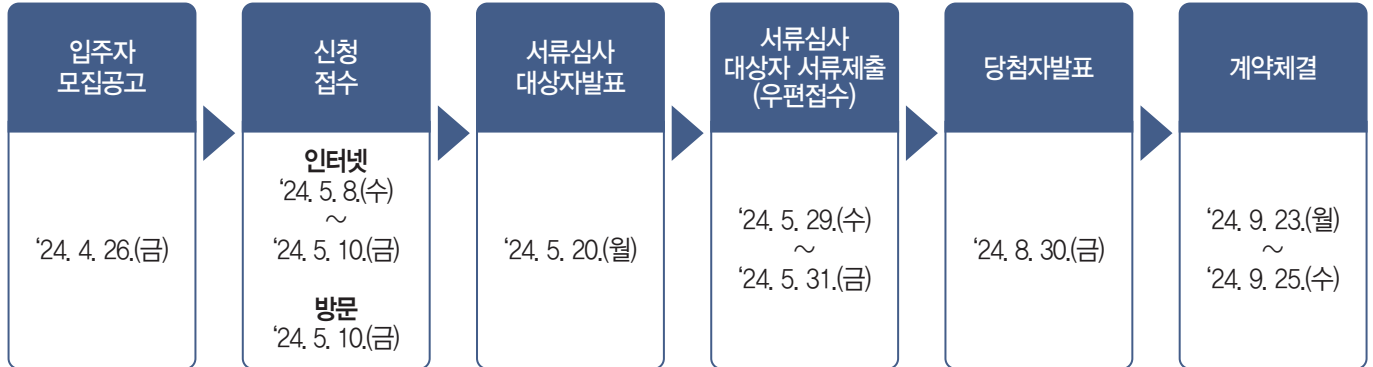 입주자
모집공고
‘24. 4. 26.(금)
신청
접수
인터넷
‘24. 5. 8.(수)
~
‘24. 5. 10.(금)
방문
‘24. 5. 10.(금)
서류심사
대상자발표
‘24. 5. 20.(월)
서류심사
대상자 서류제출
(우편접수)
‘24. 5. 29.(수)
~
‘24. 5. 31.(금)
당첨자발표
‘24. 8. 30.(금)
계약체결
‘24. 9. 23.(월)
~
‘24. 9. 25.(수)